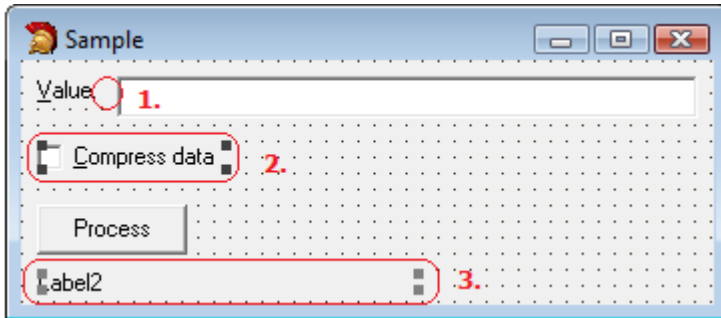 Sample
Value
1.
Compress data
2.
Process
Label2
3.